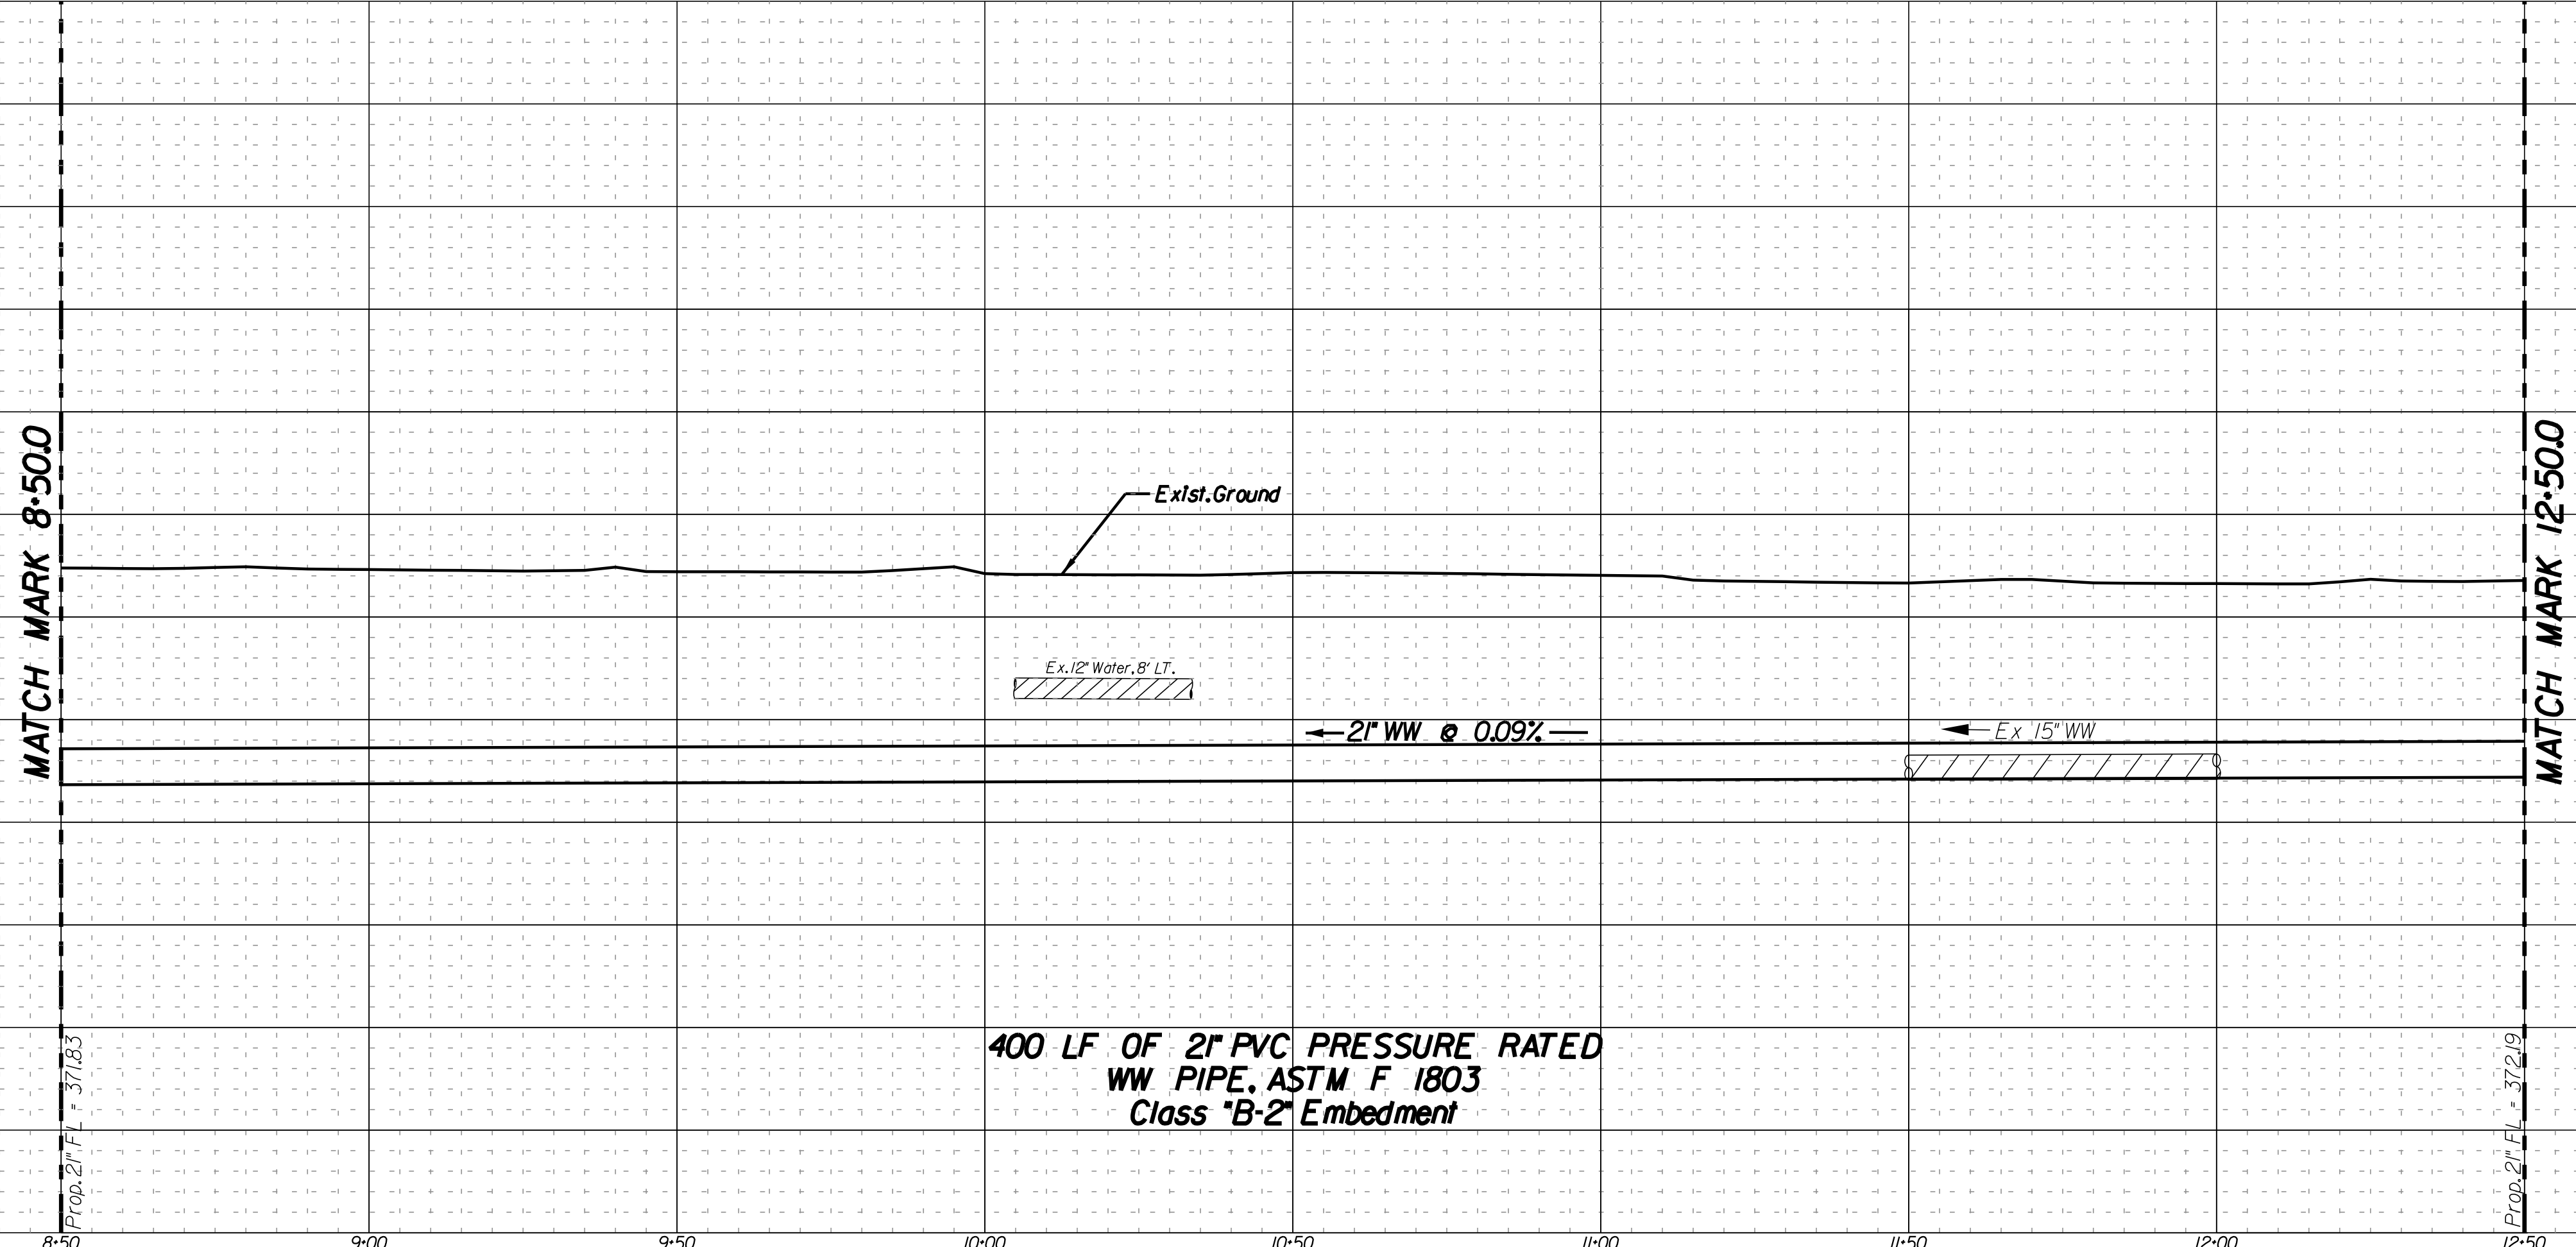 MATCH MARK 8+50.0
MATCH MARK 12+50.0
Exist. Ground
Ex. 12" Water, 8' LT.
21" WW @ 0.09%
Ex 15" WW
400 LF OF 21" PVC PRESSURE RATED
WW PIPE, ASTM F 1803
Class "B-2" Embedment
Prop. 21" FL = 371.83
Prop. 21" FL = 372.19
8+50 9+00 9+50 10+00 10+50 11+00 11+50 12+00 12+50